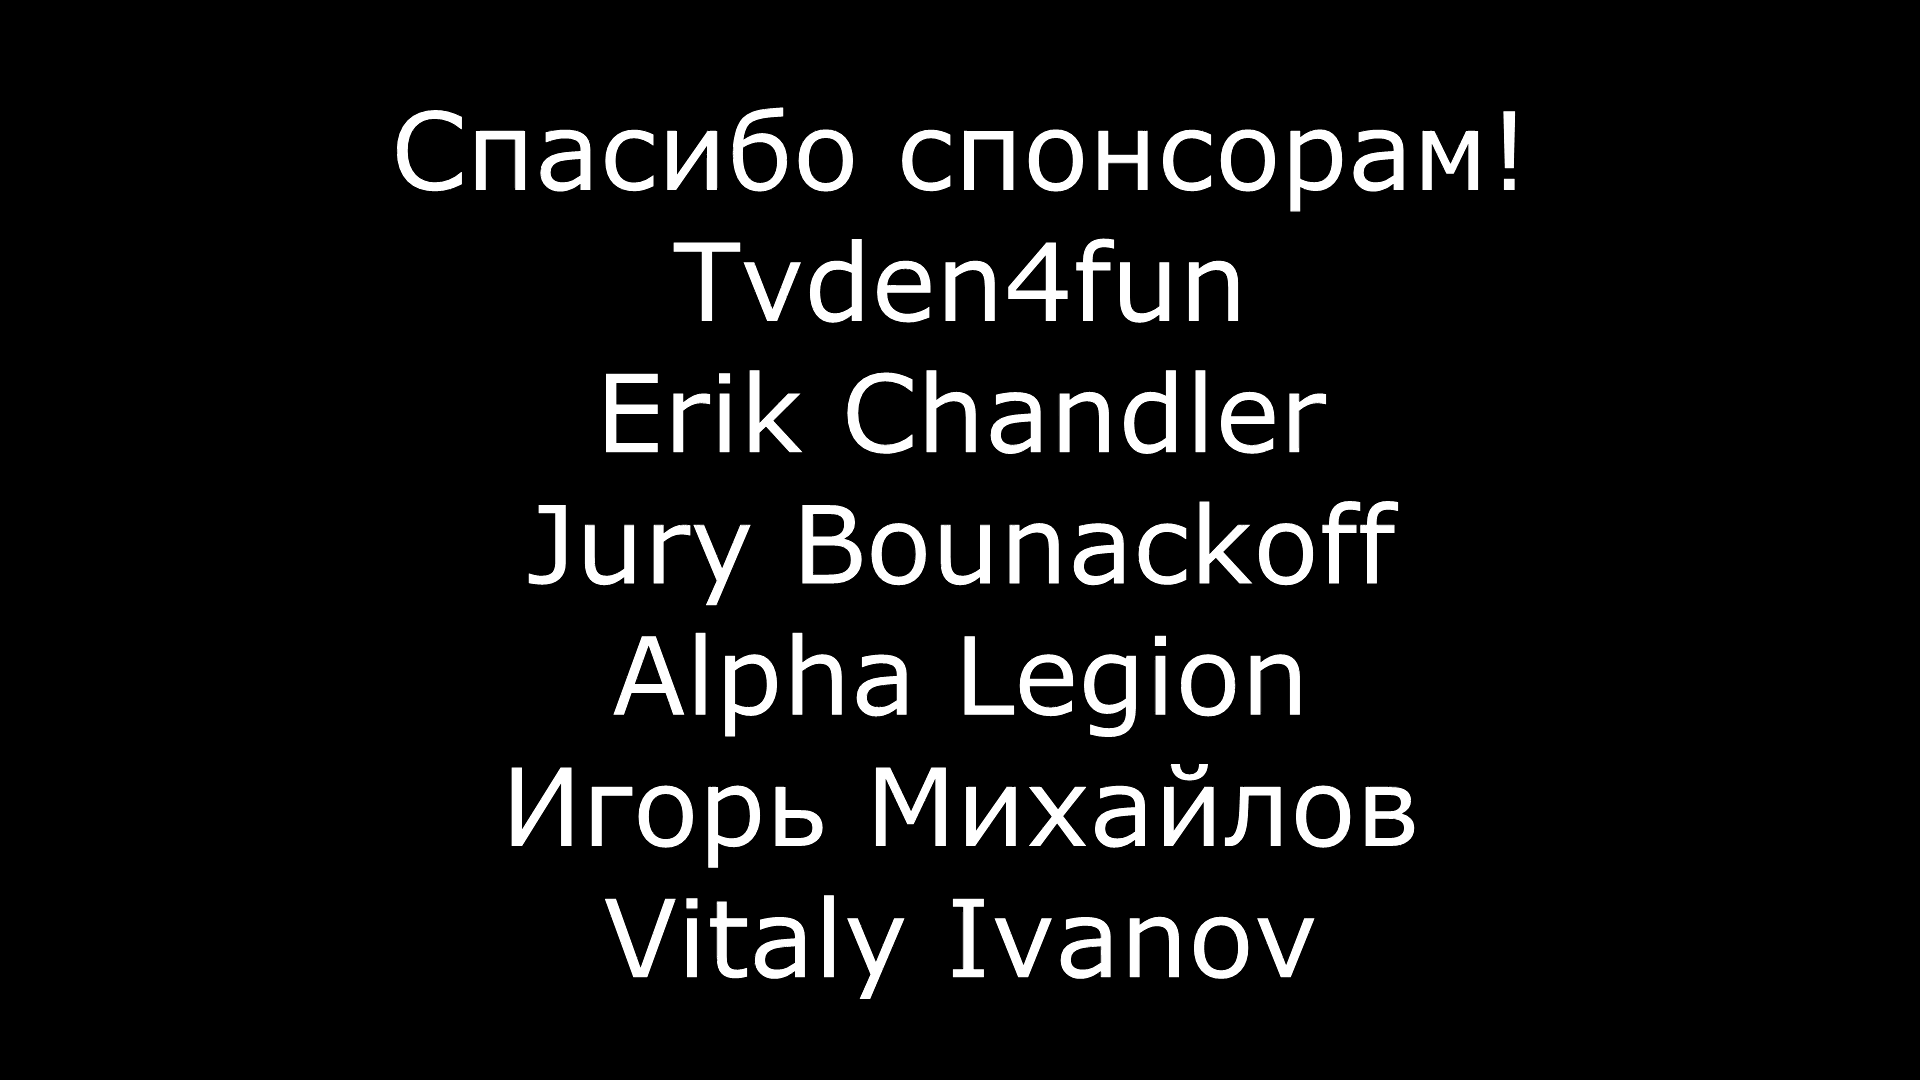 Спасибо спонсорам!
Tvden4fun
Erik Chandler
Jury Bounackoff
Alpha Legion
Игорь Михайлов
Vitaly Ivanov